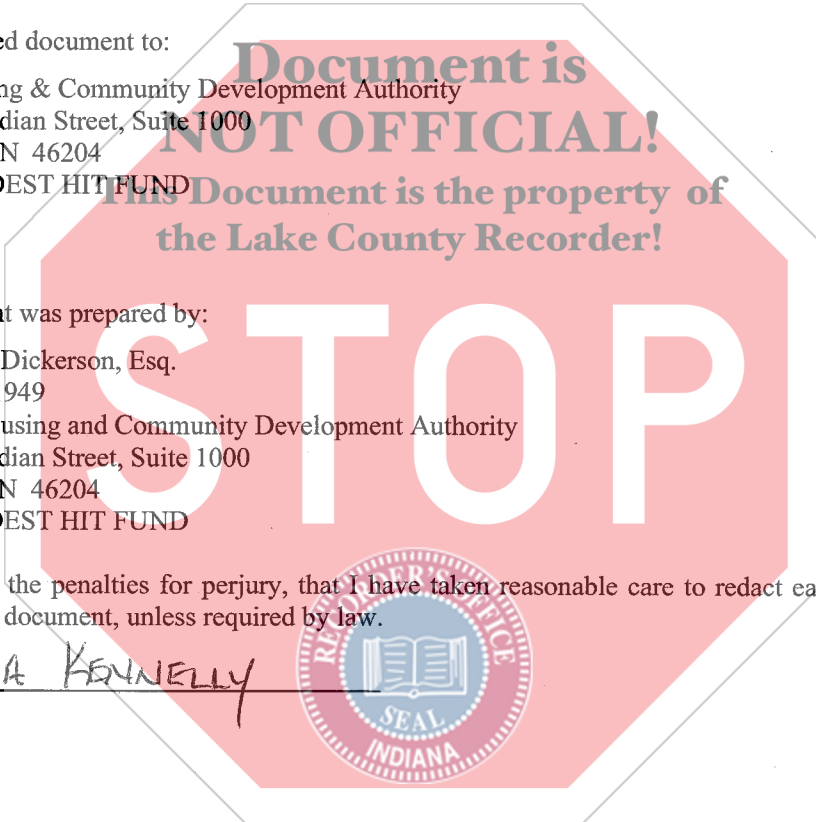 ed document to:
Document is
ng & Community Development Authority
dian Street, Suite 1000
NOT OFFICIAL!
N 46204
DEST HIT FUND
This Document is the property of
the Lake County Recorder!
nt was prepared by:
Dickerson, Esq.
949
using and Community Development Authority
dian Street, Suite 1000
N 46204
DEST HIT FUND
STOP
the penalties for perjury, that I have taken reasonable care to redact ea
document, unless required by law.
A KENNELLY
RECORDER'S OFFICE
SEAL
INDIANA